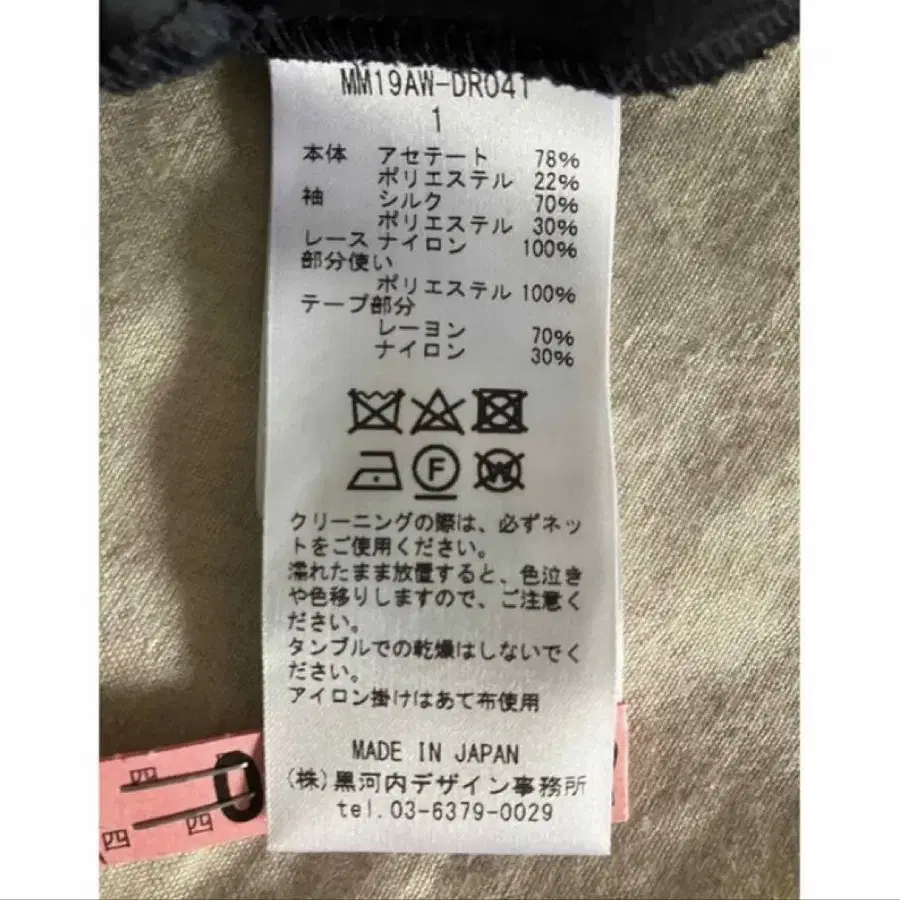 MM19AW-DR041
1
本体 アセテート 78%
ポリエステル 22%
袖 シルク 70%
ポリエステル 30%
レース ナイロン 100%
部分使い
ポリエステル 100%
テープ部分
レーヨン 70%
ナイロン 30%
F
W
クリーニングの際は、必ずネッ
トをご使用ください。
濡れたまま放置すると、色泣き
や色移りしますので、ご注意く
ださい。
タンブルでの乾燥はしないでく
ださい。
アイロン掛けはあて布使用
MADE IN JAPAN
(株)黒河内デザイン事務所
tel.03-6379-0029
四
0
四
四